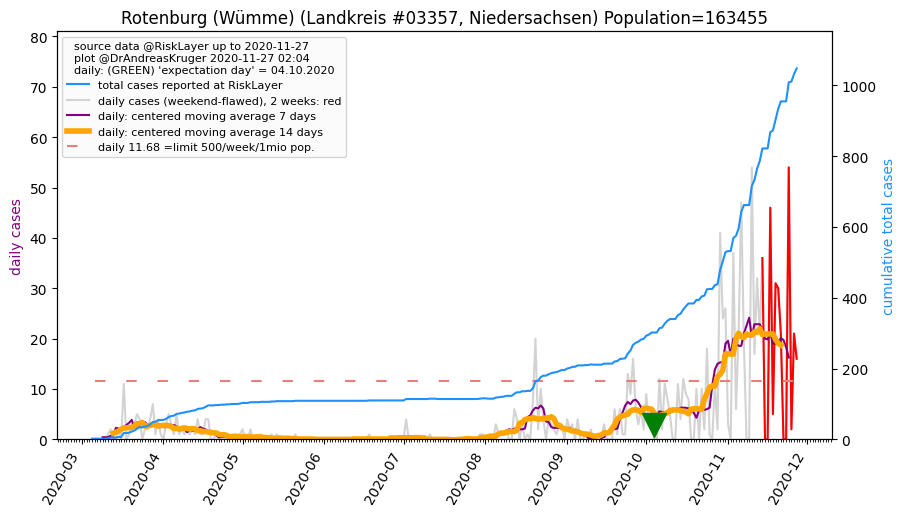 Rotenburg (Wümme) (Landkreis #03357, Niedersachsen) Population=163455
source data @RiskLayer up to 2020-11-27
plot @DrAndreasKruger 2020-11-27 02:04
daily: (GREEN) 'expectation day' = 04.10.2020
total cases reported at RiskLayer
daily cases (weekend-flawed), 2 weeks: red
daily: centered moving average 7 days
daily: centered moving average 14 days
daily 11.68 =limit 500/week/1mio pop.
daily cases
80
70
60
50
40
30
20
10
0
cumulative total cases
1000
800
600
400
200
0
2020-03
2020-04
2020-05
2020-06
2020-07
2020-08
2020-09
2020-10
2020-11
2020-12